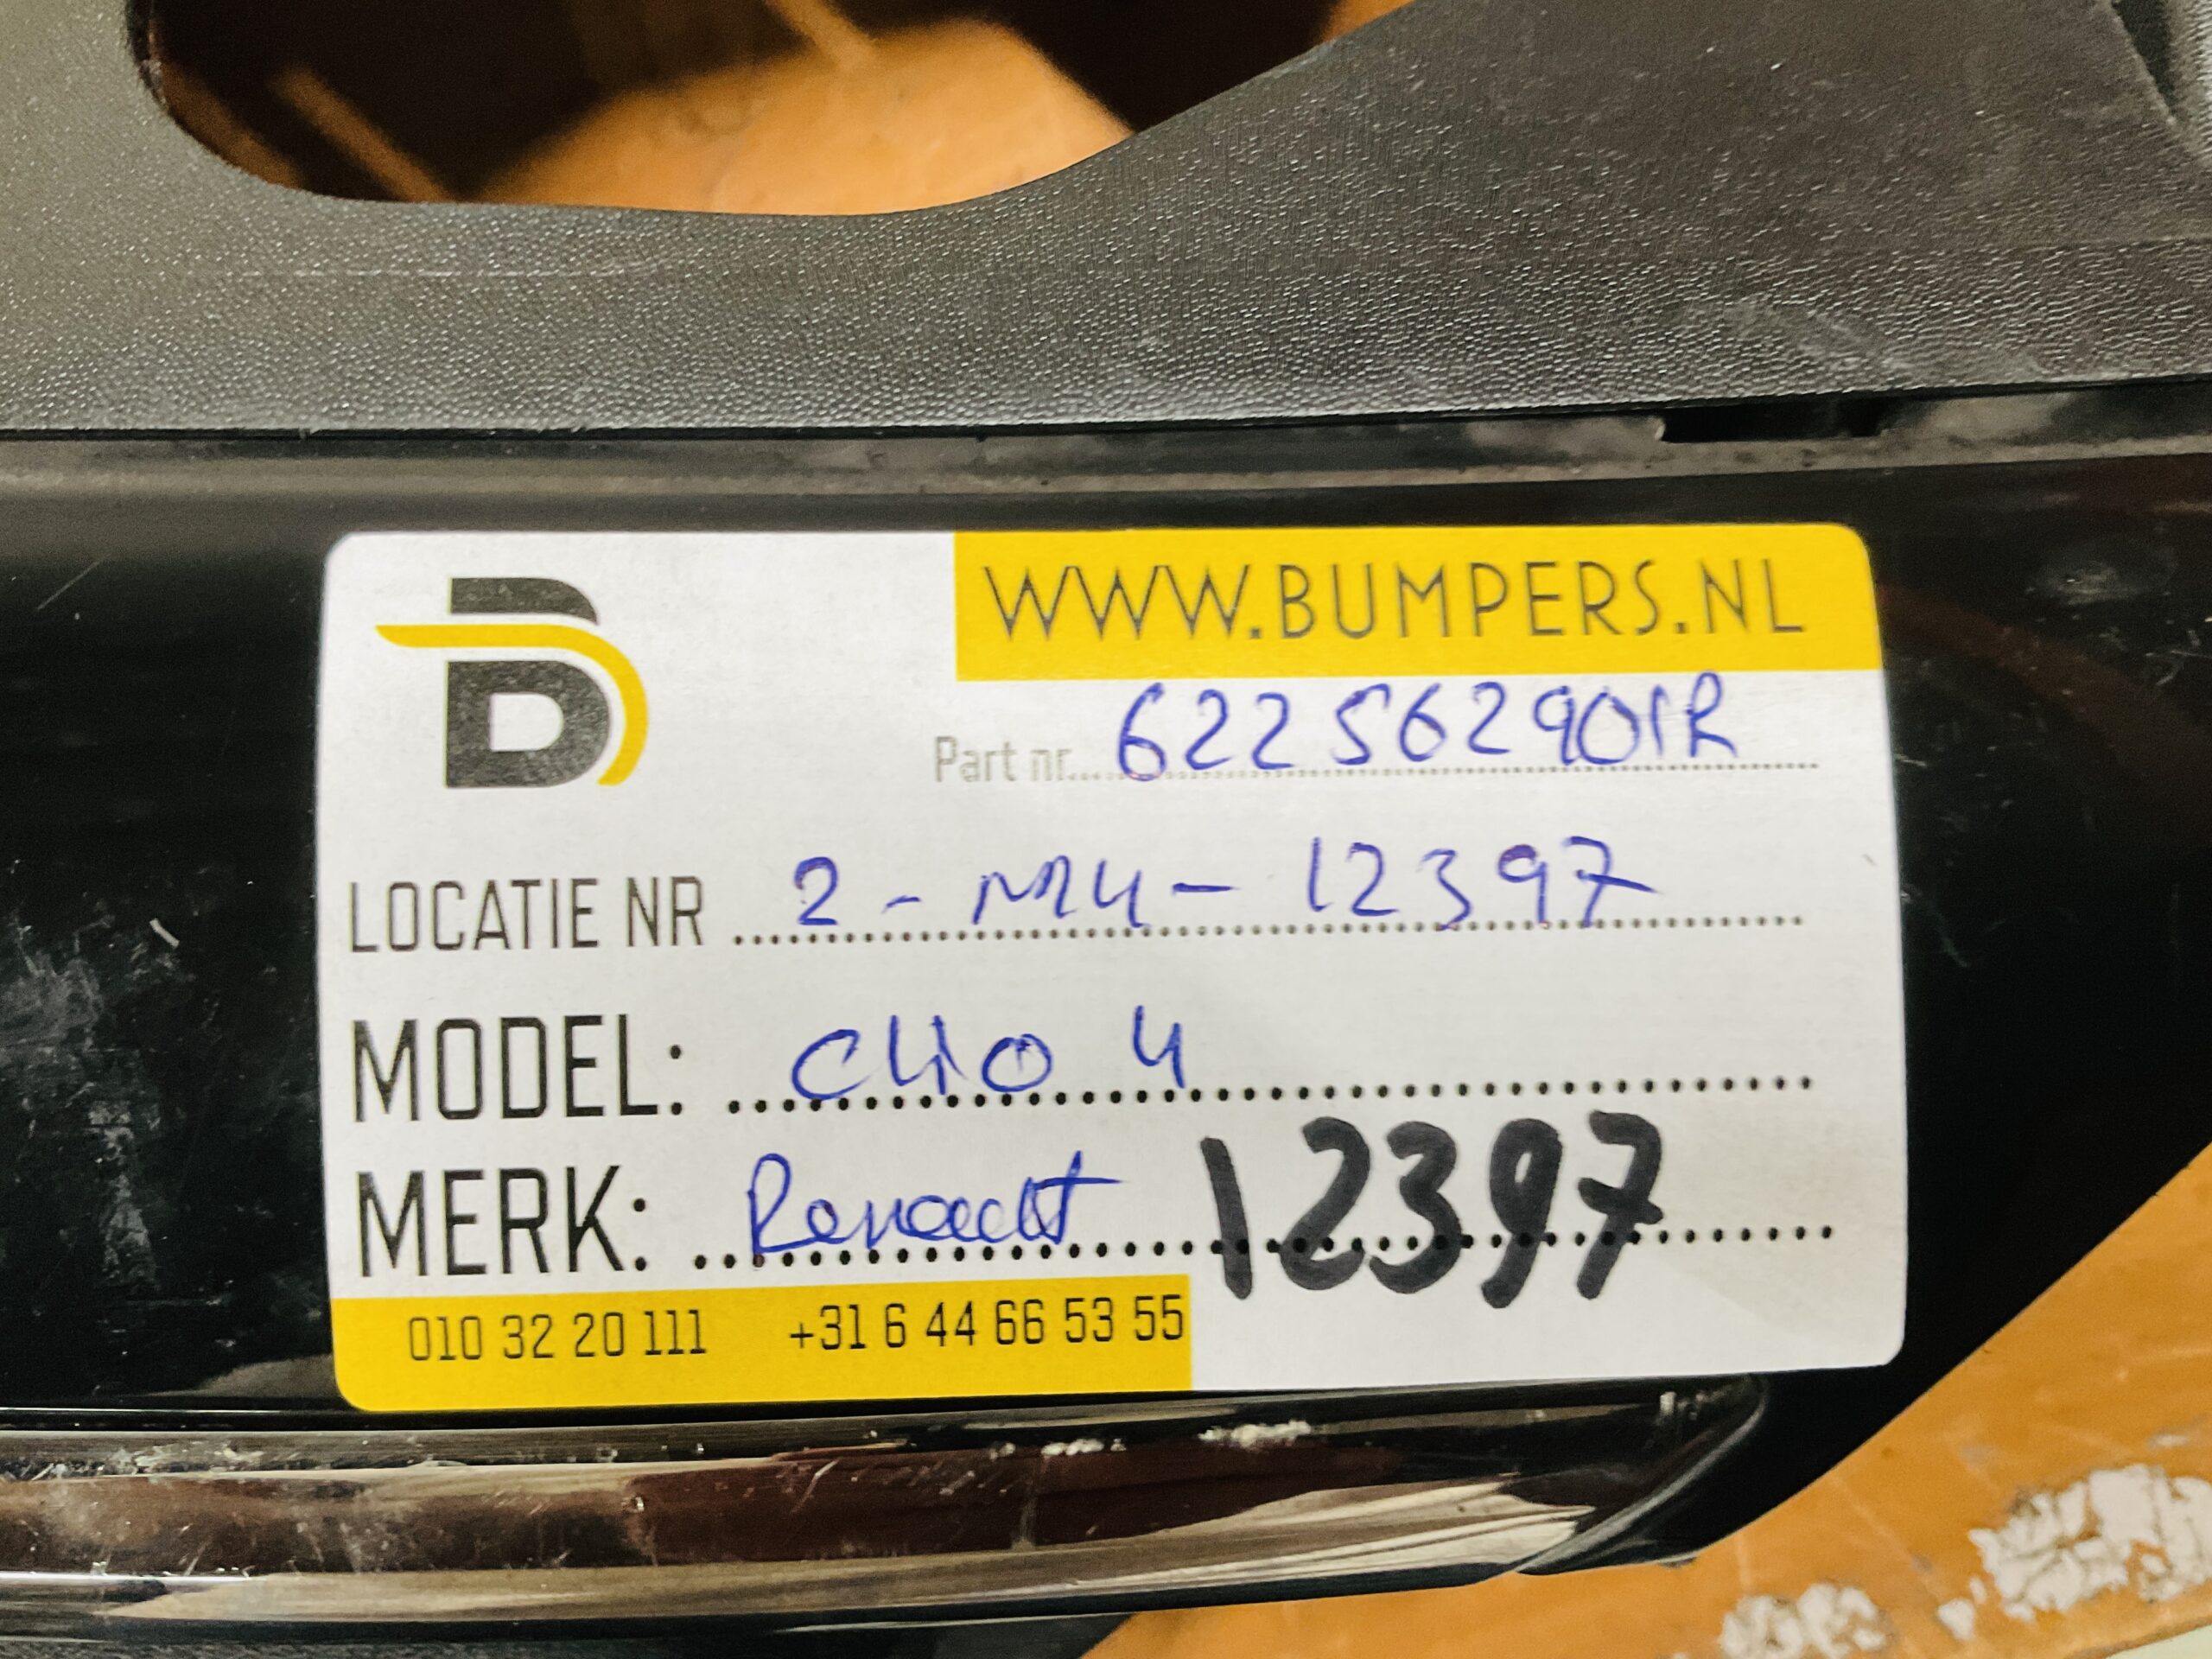 B
WWW.BUMPERS.NL
Part nr. 622562901R
LOCATIE NR 2 - M4 - 12397
MODEL: Clio 4
MERK: Renault 12397
010 32 20 111 +31 6 44 66 53 55